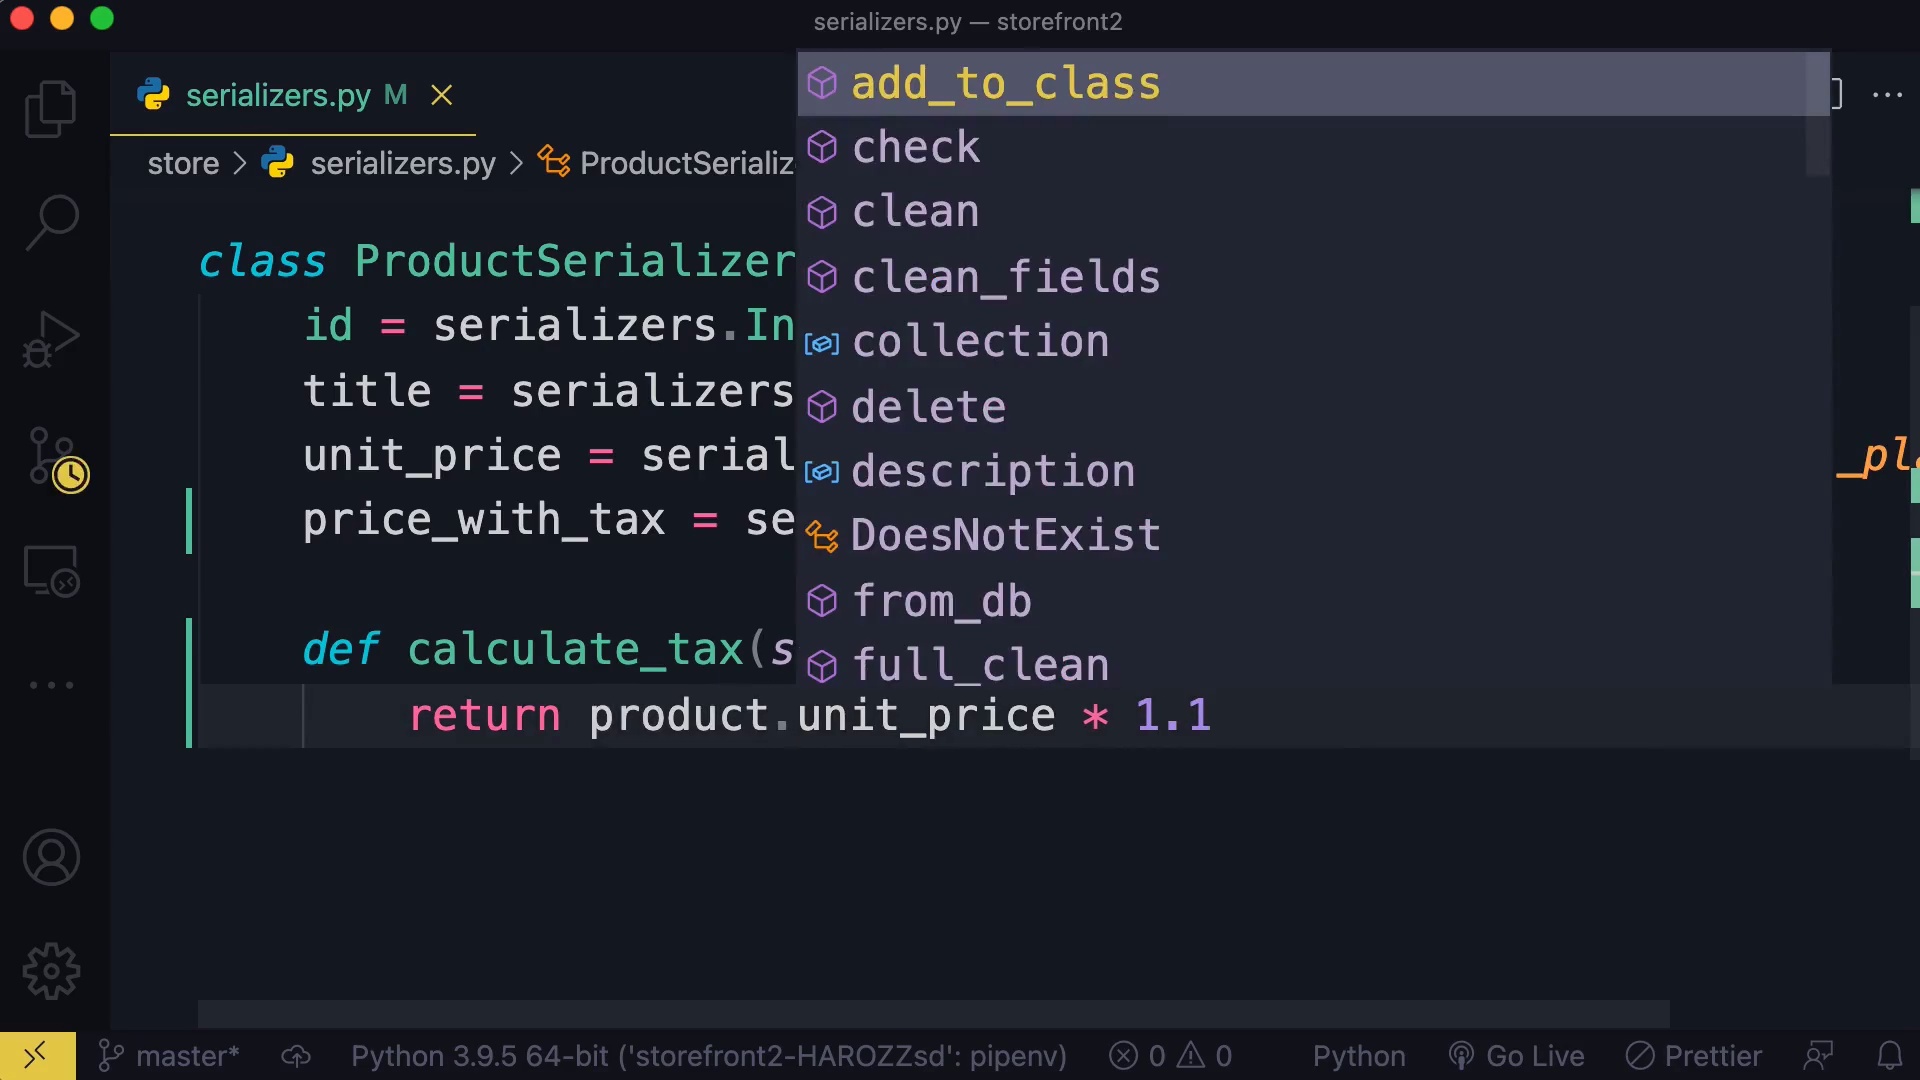 serializers.py — storefront2
serializers.py M
store > serializers.py > ProductSerializ
class ProductSerializer
id = serializers.In
title = serializers
unit_price = serial
price_with_tax = se
def calculate_tax(s
return product.unit_price * 1.1
add_to_class
check
clean
clean_fields
collection
delete
description
DoesNotExist
from_db
full_clean
_pl
master* Python 3.9.5 64-bit ('storefront2-HAROZZsd': pipenv) 0 0 Python Go Live Prettier